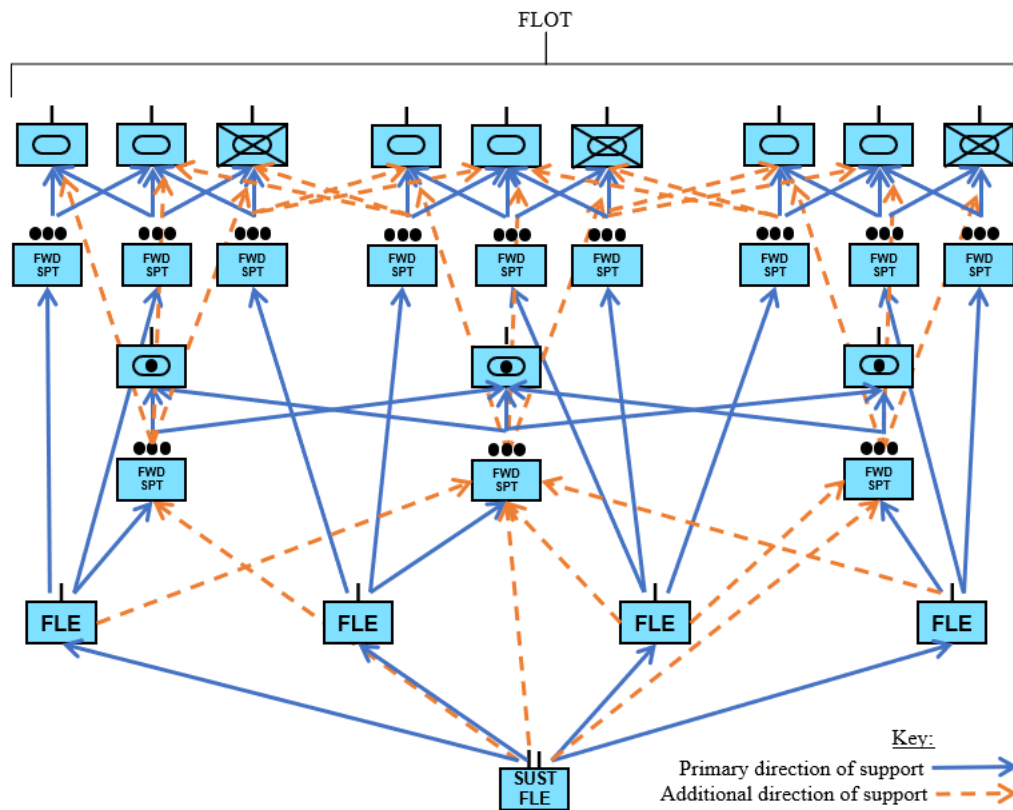 FLOT
FWD
SPT
FWD
SPT
FWD
SPT
FWD
SPT
FWD
SPT
FWD
SPT
FWD
SPT
FWD
SPT
FWD
SPT
FWD
SPT
FWD
SPT
FWD
SPT
FLE
FLE
FLE
FLE
SUST
FLE
Key:
Primary direction of support
Additional direction of support